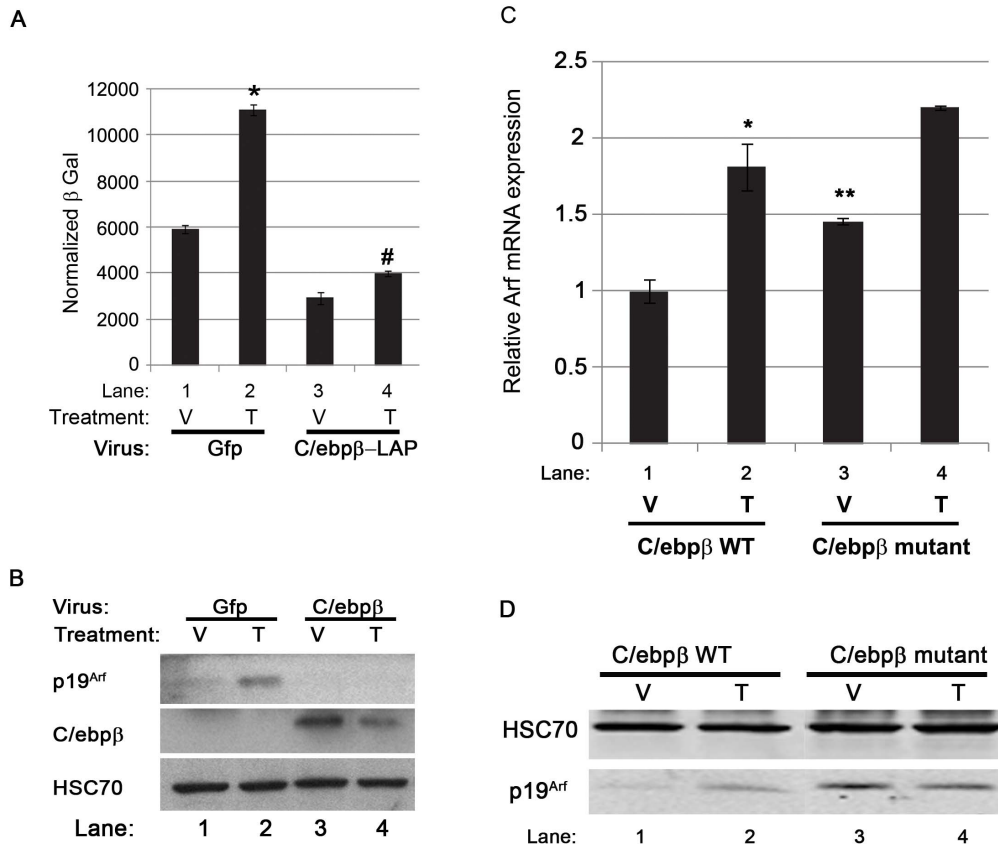 A
12000
10000
8000
6000
4000
2000
0
Normalized β Gal
*
#
Lane: 1 2 3 4
Treatment: V T V T
Virus: Gfp C/ebpβ–LAP
B
Virus: Gfp C/ebpβ
Treatment: V T V T
p19Arf
C/ebpβ
HSC70
Lane: 1 2 3 4
C
2.5
2
1.5
1
0.5
0
Relative Arf mRNA expression
*
**
Lane: 1 2 3 4
V T V T
C/ebpβ WT C/ebpβ mutant
D
C/ebpβ WT C/ebpβ mutant
V T V T
HSC70
p19Arf
Lane: 1 2 3 4